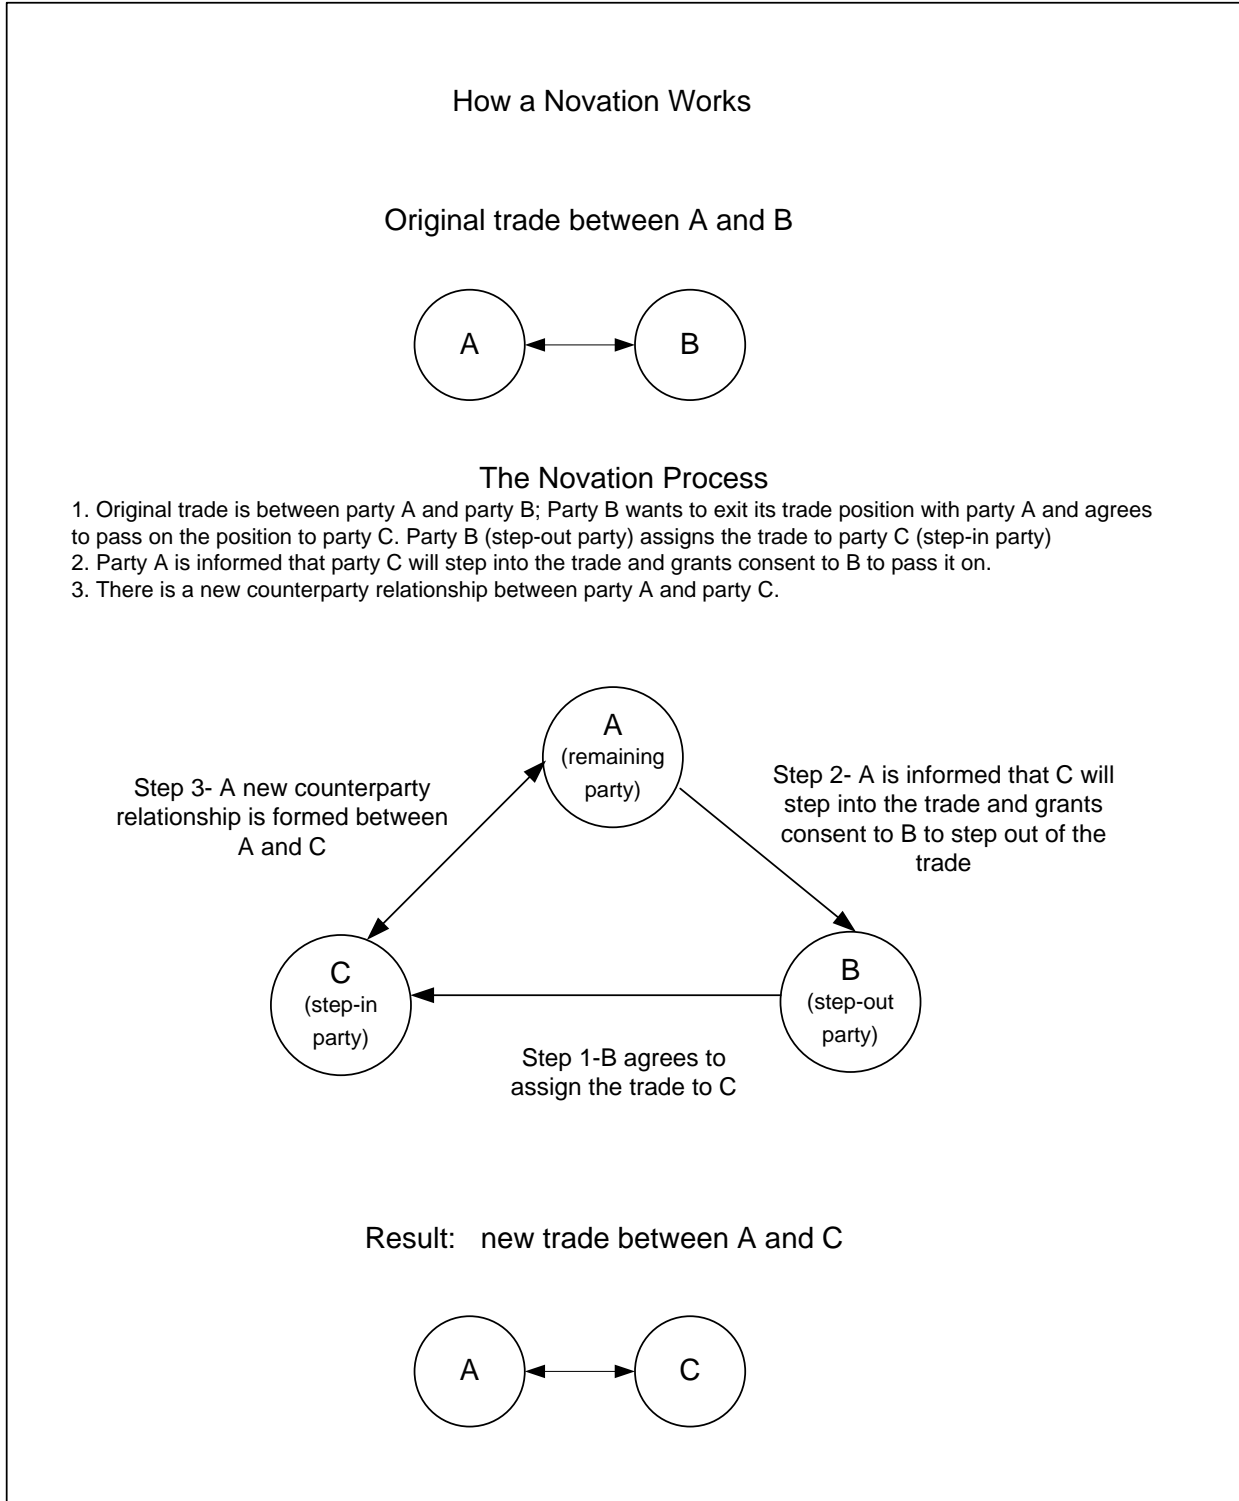 How a Novation Works
Original trade between A and B
A
B
The Novation Process
1. Original trade is between party A and party B; Party B wants to exit its trade position with party A and agrees
to pass on the position to party C. Party B (step-out party) assigns the trade to party C (step-in party)
2. Party A is informed that party C will step into the trade and grants consent to B to pass it on.
3. There is a new counterparty relationship between party A and party C.
A
(remaining
party)
Step 3- A new counterparty
relationship is formed between
A and C
Step 2- A is informed that C will
step into the trade and grants
consent to B to step out of the
trade
C
(step-in
party)
B
(step-out
party)
Step 1-B agrees to
assign the trade to C
Result:   new trade between A and C
A
C